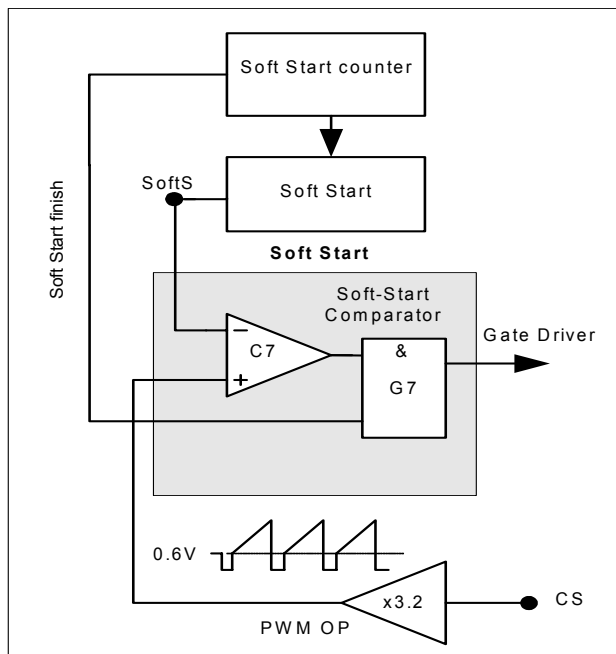 Soft Start counter
Soft Start
SoftS
Soft Start finish
Soft Start
Soft-Start
Comparator
Gate Driver
−
C7
+
&
G7
0.6V
x3.2
CS
PWM OP